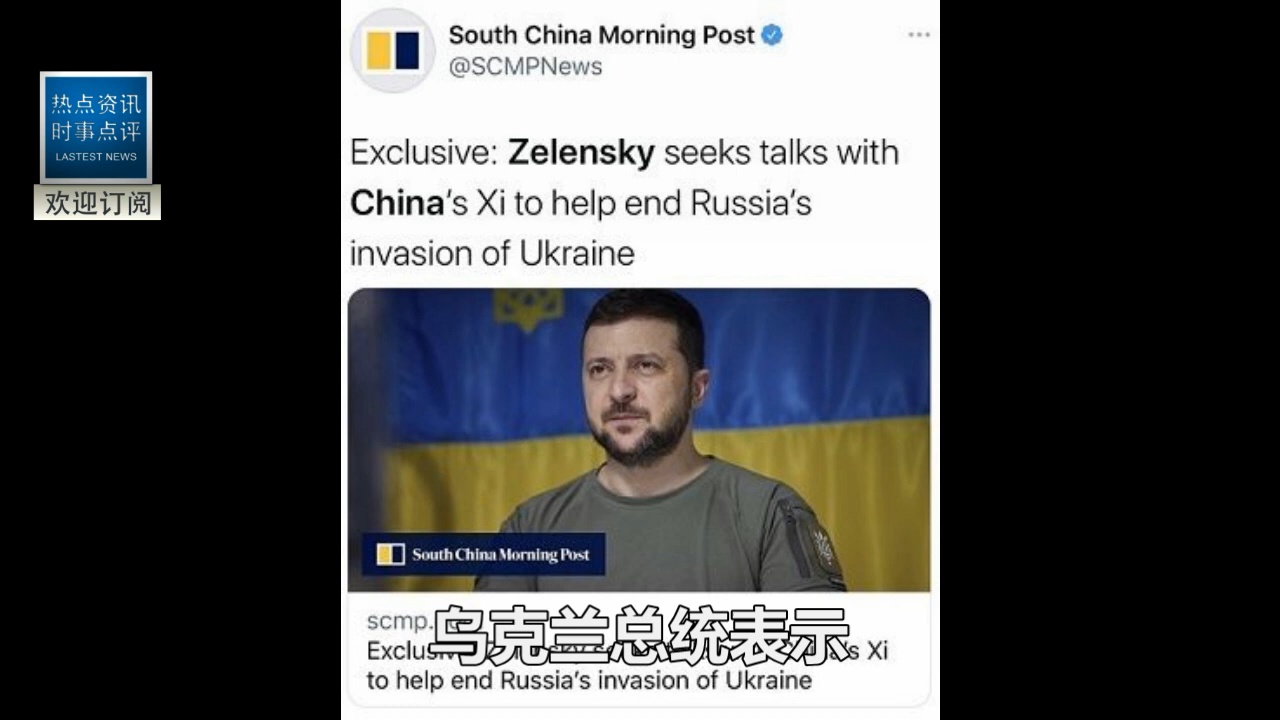 热点资讯
时事点评
LASTEST NEWS
欢迎订阅
South China Morning Post
@SCMPNews
Exclusive: Zelensky seeks talks with
China's Xi to help end Russia's
invasion of Ukraine
South China Morning Post
scmp.
乌克兰总统表示
Xi
to help end Russia's invasion of Ukraine